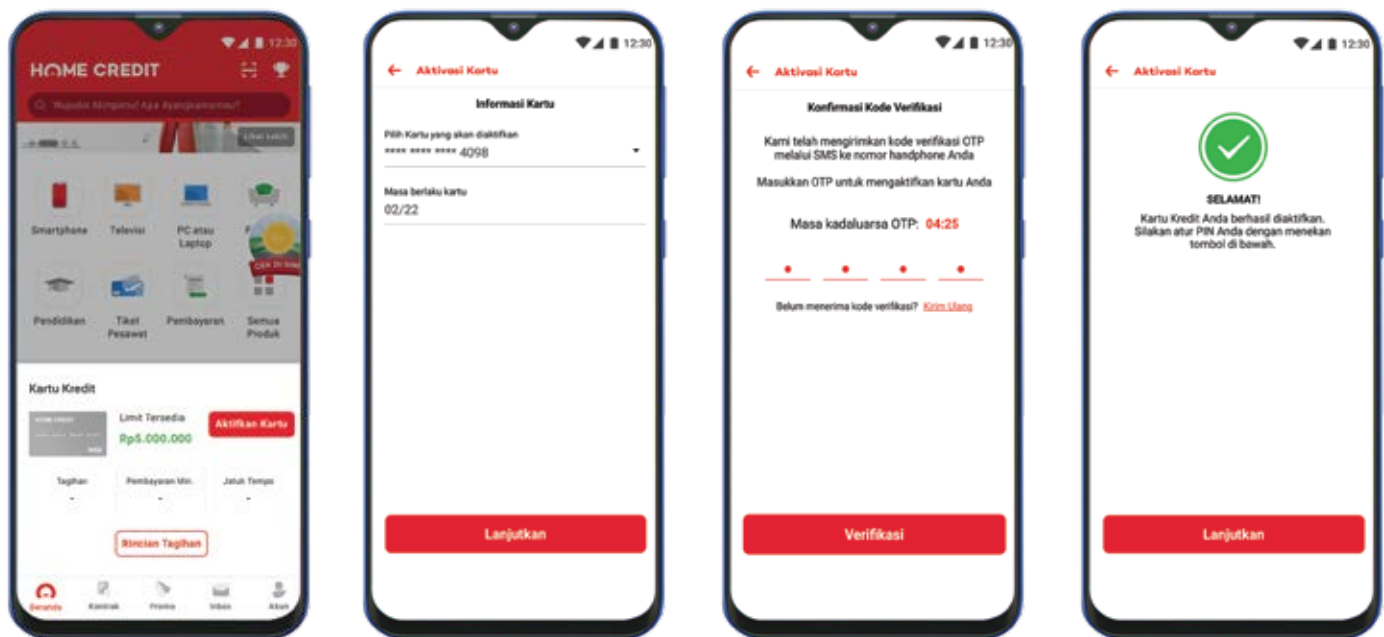 12:30
HOME CREDIT
Lihat Lebih
Smartphone
Televisi
PC atau
Laptop
Pendidikan
Tiket
Pesawat
Pembayaran
Semua
Produk
Kartu Kredit
HOME CREDIT
VISA
Limit Tersedia
Rp5.000.000
Aktifkan Kartu
Tagihan
-
Pembayaran Min.
-
Jatuh Tempo
-
Rincian Tagihan
Beranda
Kontrak
Promo
Inbox
Akun
12:30
Aktivasi Kartu
Informasi Kartu
Pilih Kartu yang akan diaktifkan
**** **** **** 4098
Masa berlaku kartu
02/22
Lanjutkan
12:30
Aktivasi Kartu
Konfirmasi Kode Verifikasi
Kami telah mengirimkan kode verifikasi OTP
melalui SMS ke nomor handphone Anda
Masukkan OTP untuk mengaktifkan kartu Anda
Masa kadaluarsa OTP: 04:25
Belum menerima kode verifikasi? Kirim Ulang
Verifikasi
12:30
Aktivasi Kartu
SELAMAT!
Kartu Kredit Anda berhasil diaktifkan.
Silakan atur PIN Anda dengan menekan
tombol di bawah.
Lanjutkan